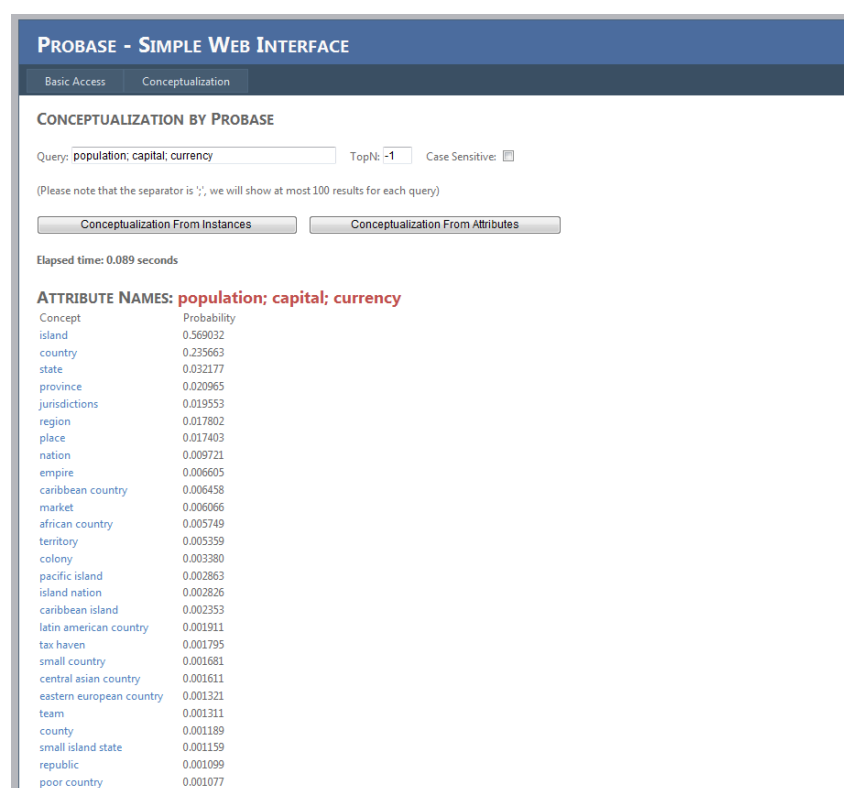 PROBASE - SIMPLE WEB INTERFACE
Basic Access Conceptualization
CONCEPTUALIZATION BY PROBASE
Query: population; capital; currency TopN: -1 Case Sensitive:
(Please note that the separator is ';', we will show at most 100 results for each query)
Conceptualization From Instances Conceptualization From Attributes
Elapsed time: 0.089 seconds
ATTRIBUTE NAMES: population; capital; currency
Concept Probability
island 0.569032
country 0.235663
state 0.032177
province 0.020965
jurisdictions 0.019553
region 0.017802
place 0.017403
nation 0.009721
empire 0.006605
caribbean country 0.006458
market 0.006066
african country 0.005749
territory 0.005359
colony 0.003380
pacific island 0.002863
island nation 0.002826
caribbean island 0.002353
latin american country 0.001911
tax haven 0.001795
small country 0.001681
central asian country 0.001611
eastern european country 0.001321
team 0.001311
county 0.001189
small island state 0.001159
republic 0.001099
poor country 0.001077